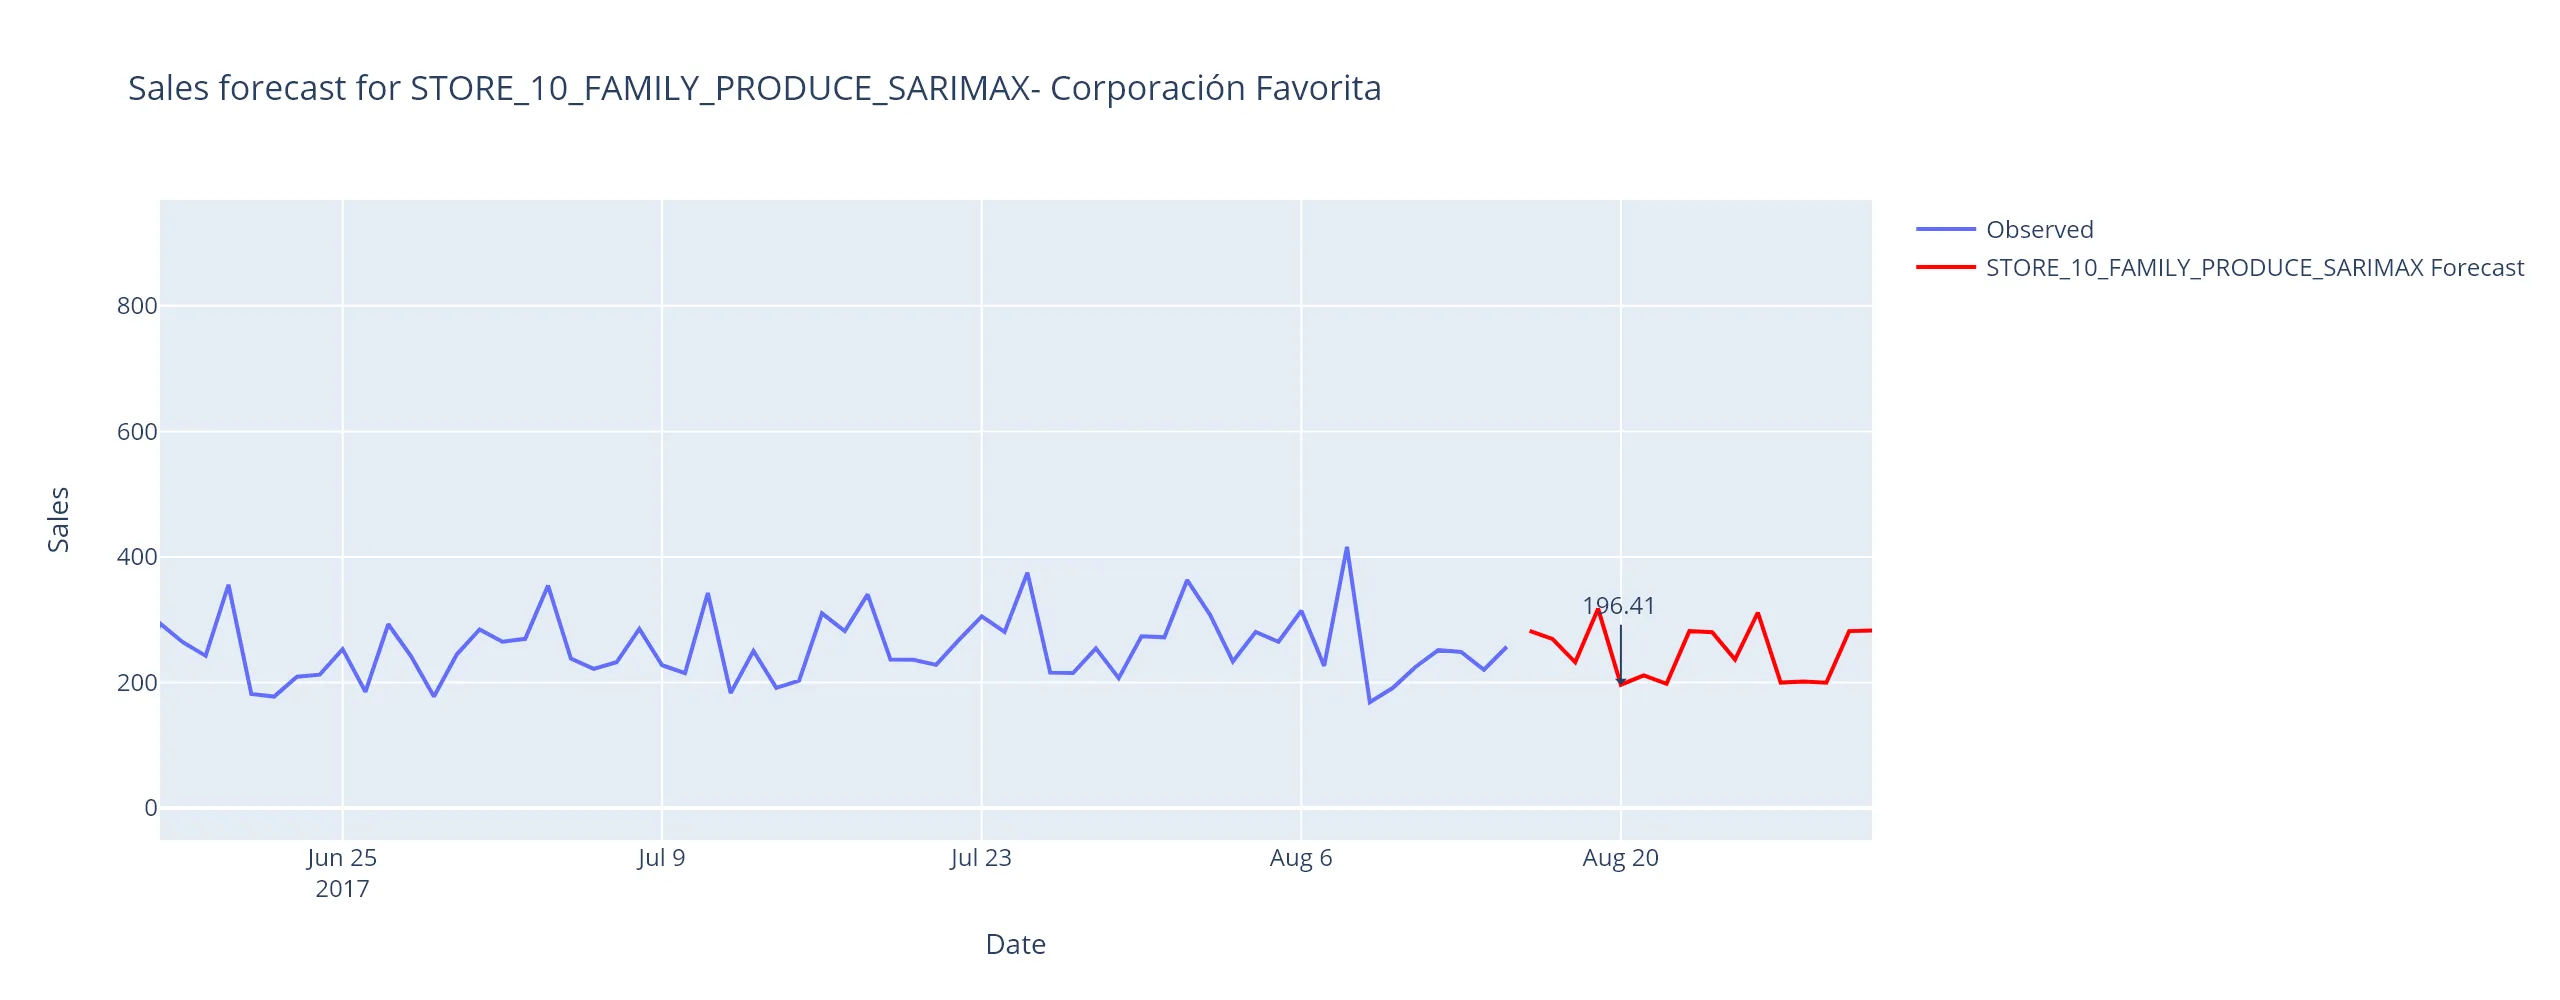 Sales forecast for STORE_10_FAMILY_PRODUCE_SARIMAX- Corporación Favorita
Observed
STORE_10_FAMILY_PRODUCE_SARIMAX Forecast
800
600
400
200
0
Sales
196.41
Jun 25
2017
Jul 9
Jul 23
Aug 6
Aug 20
Date